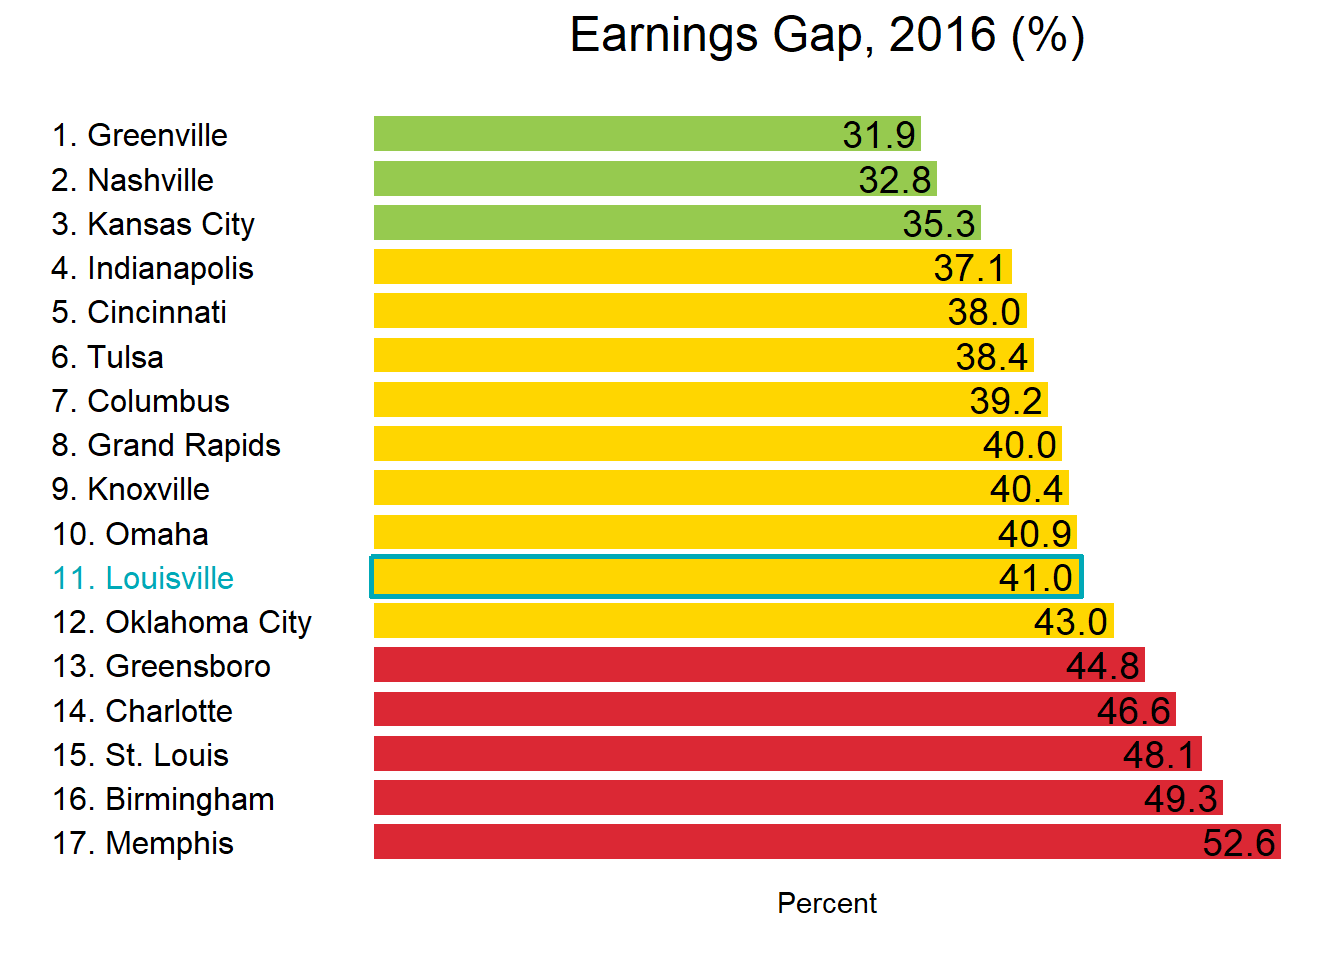 Earnings Gap, 2016 (%)
1. Greenville 31.9
2. Nashville 32.8
3. Kansas City 35.3
4. Indianapolis 37.1
5. Cincinnati 38.0
6. Tulsa 38.4
7. Columbus 39.2
8. Grand Rapids 40.0
9. Knoxville 40.4
10. Omaha 40.9
11. Louisville 41.0
12. Oklahoma City 43.0
13. Greensboro 44.8
14. Charlotte 46.6
15. St. Louis 48.1
16. Birmingham 49.3
17. Memphis 52.6
Percent